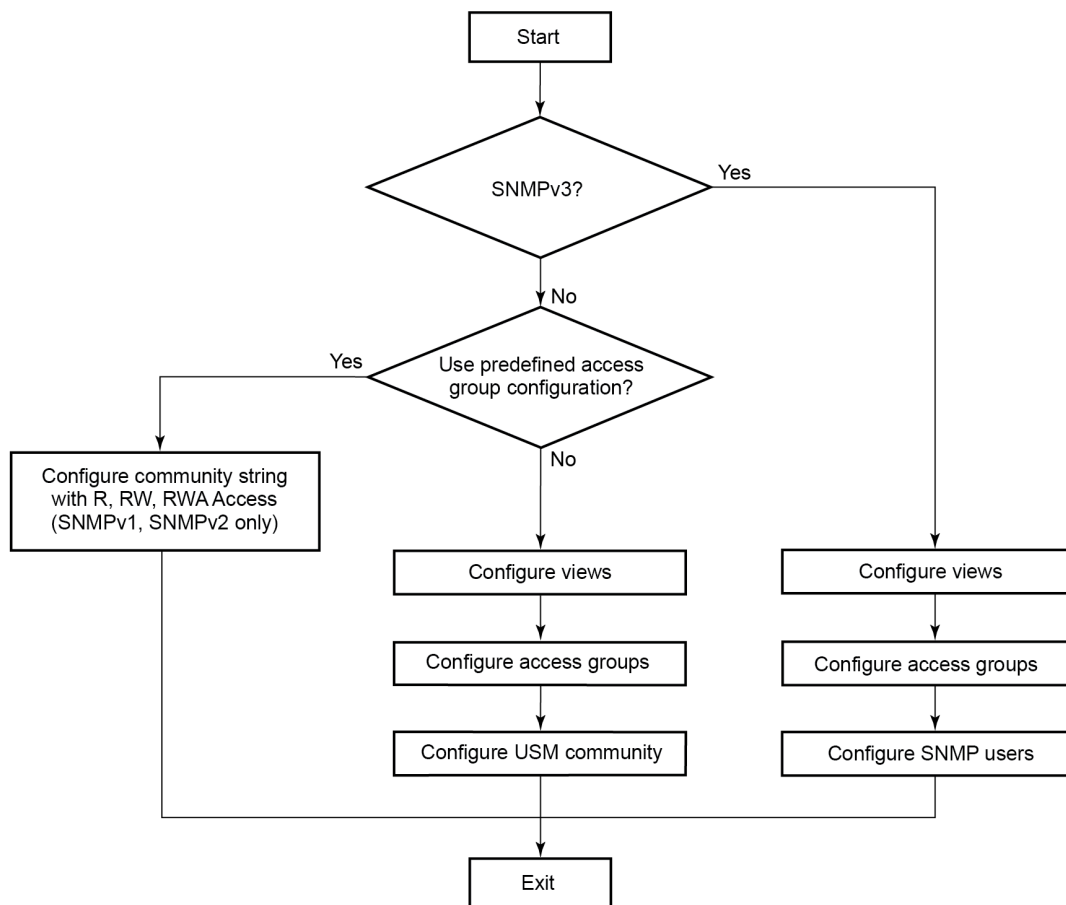 Start
SNMPv3?
Yes
No
Use predefined access
group configuration?
Yes
No
Configure community string
with R, RW, RWA Access
(SNMPv1, SNMPv2 only)
Configure views
Configure access groups
Configure USM community
Configure views
Configure access groups
Configure SNMP users
Exit